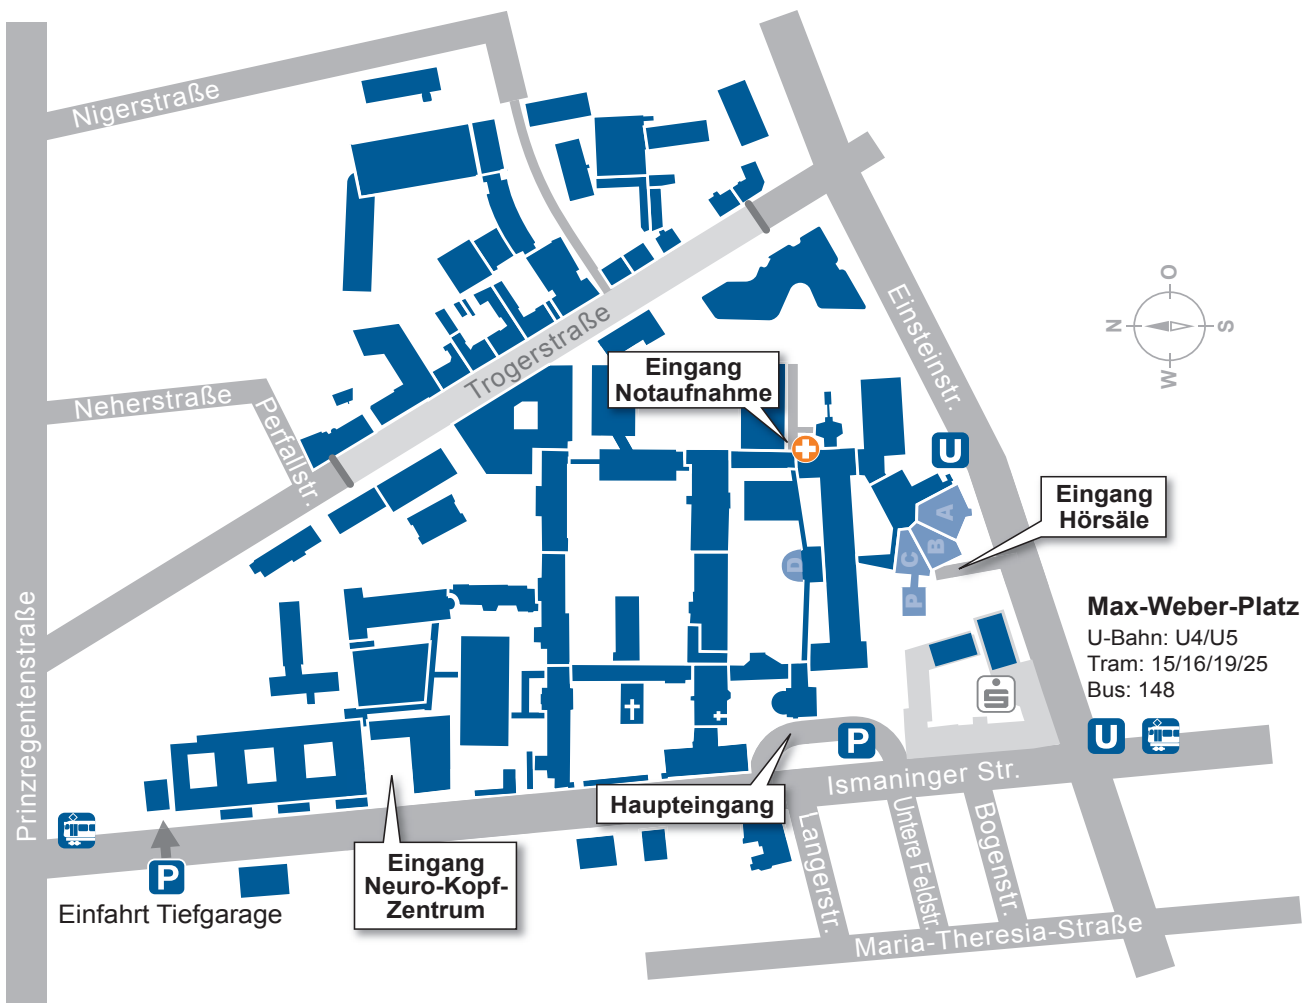 Nigerstraße
O
N
S
W
Einsteinstr.
Trogerstraße
Eingang
Notaufnahme
Neherstraße
Perfallstr.
U
Eingang
Hörsäle
A
B
C
D
P
Prinzregentenstraße
Max-Weber-Platz
U-Bahn: U4/U5
Tram: 15/16/19/25
Bus: 148
S
P
U
Ismaninger Str.
Haupteingang
Langerstr.
Untere Feldstr.
Bogenstr.
Eingang
Neuro-Kopf-
Zentrum
P
Einfahrt Tiefgarage
Maria-Theresia-Straße